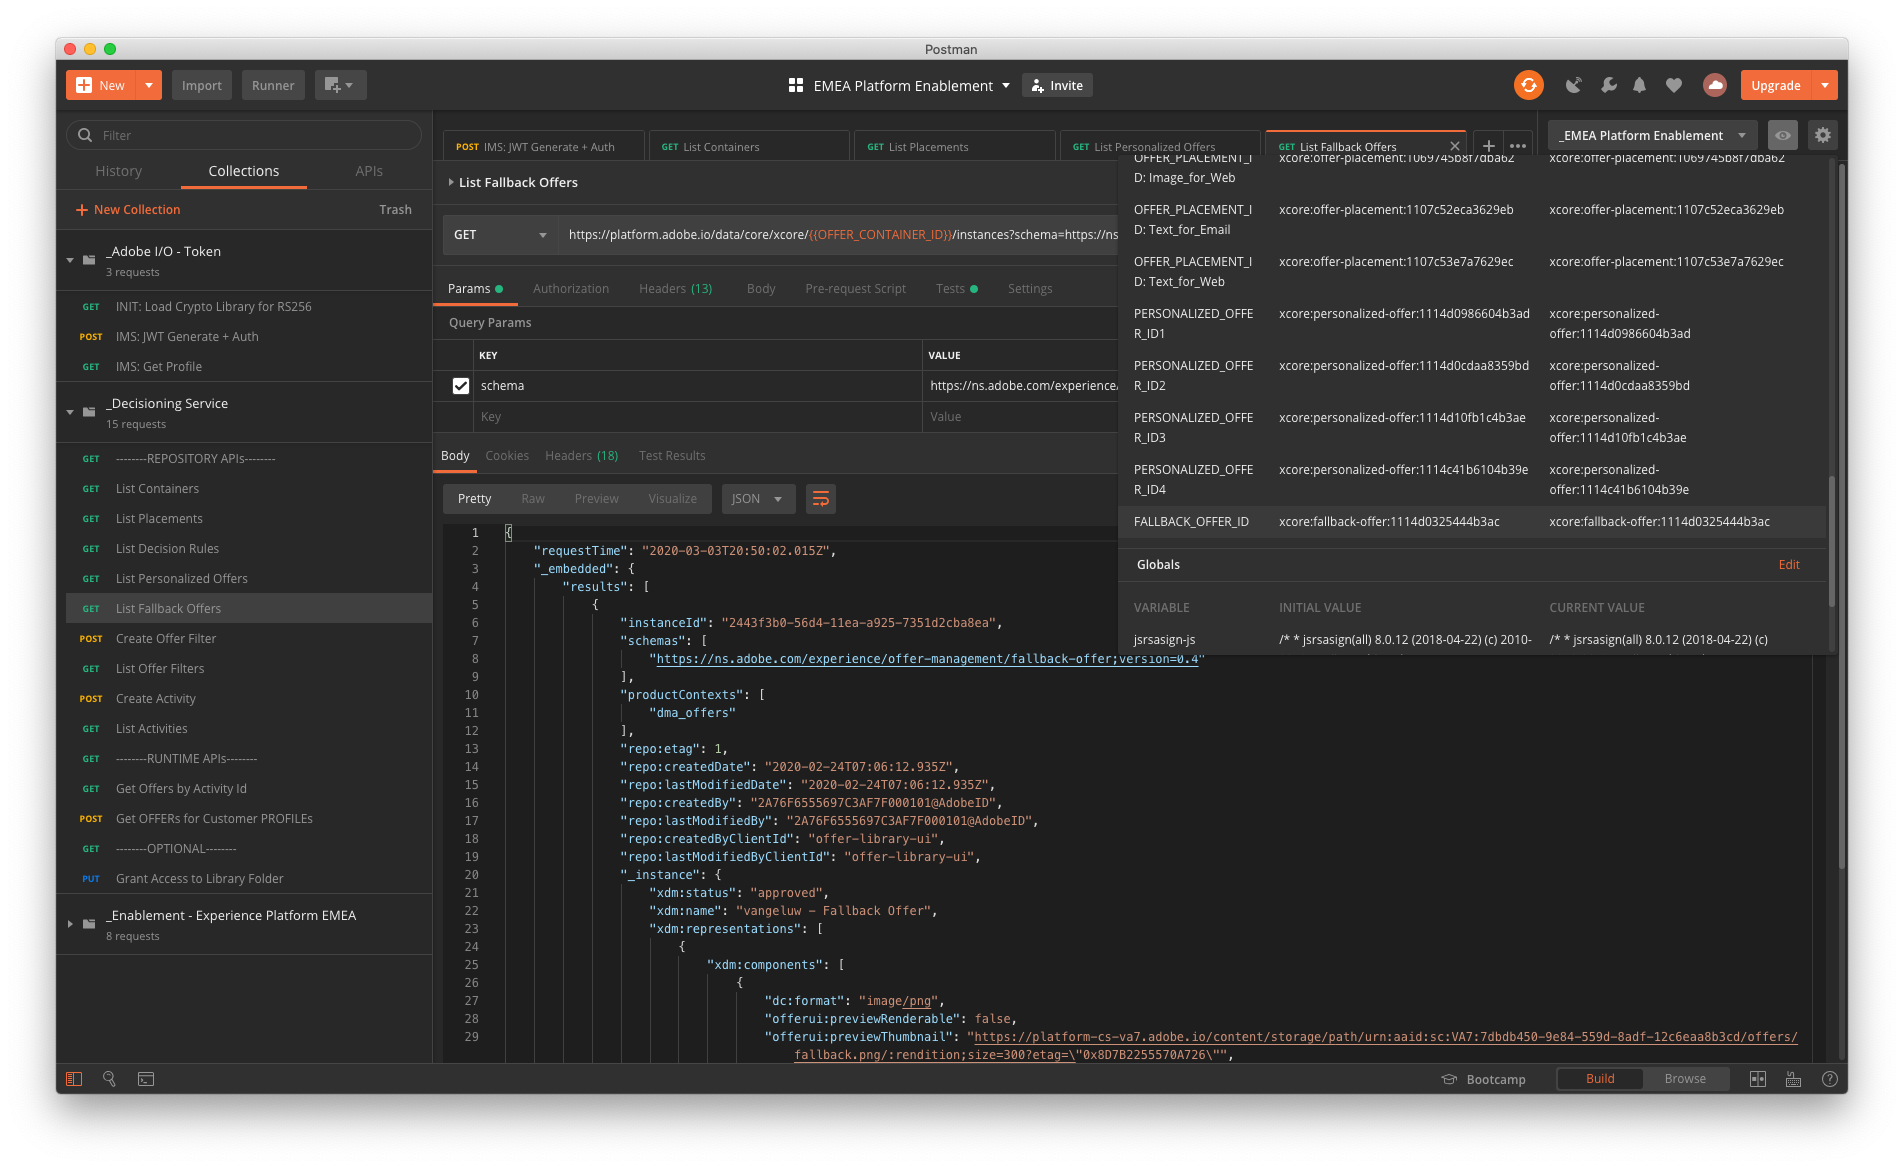 Postman
New
Import
Runner
EMEA Platform Enablement
Invite
Upgrade
Filter
History
Collections
APIs
New Collection
Trash
_Adobe I/O - Token
3 requests
GET INIT: Load Crypto Library for RS256
POST IMS: JWT Generate + Auth
GET IMS: Get Profile
_Decisioning Service
15 requests
GET --------REPOSITORY APIs--------
GET List Containers
GET List Placements
GET List Decision Rules
GET List Personalized Offers
GET List Fallback Offers
POST Create Offer Filter
GET List Offer Filters
POST Create Activity
GET List Activities
GET --------RUNTIME APIs--------
GET Get Offers by Activity Id
POST Get OFFERs for Customer PROFILEs
GET --------OPTIONAL--------
PUT Grant Access to Library Folder
_Enablement - Experience Platform EMEA
8 requests
POST IMS: JWT Generate + Auth
GET List Containers
GET List Placements
GET List Personalized Offers
GET List Fallback Offers
_EMEA Platform Enablement
List Fallback Offers
GET
https://platform.adobe.io/data/core/xcore/{{OFFER_CONTAINER_ID}}/instances?schema=https://ns
Params
Authorization
Headers (13)
Body
Pre-request Script
Tests
Settings
Query Params
KEY VALUE
schema https://ns.adobe.com/experience/
Key Value
Body
Cookies
Headers (18)
Test Results
Pretty
Raw
Preview
Visualize
JSON
1 {
2 "requestTime": "2020-03-03T20:50:02.015Z",
3 "_embedded": {
4 "results": [
5 {
6 "instanceId": "2443f3b0-56d4-11ea-a925-7351d2cba8ea",
7 "schemas": [
8 "https://ns.adobe.com/experience/offer-management/fallback-offer;version=0.4"
9 ],
10 "productContexts": [
11 "dma_offers"
12 ],
13 "repo:etag": 1,
14 "repo:createdDate": "2020-02-24T07:06:12.935Z",
15 "repo:lastModifiedDate": "2020-02-24T07:06:12.935Z",
16 "repo:createdBy": "2A76F6555697C3AF7F000101@AdobeID",
17 "repo:lastModifiedBy": "2A76F6555697C3AF7F000101@AdobeID",
18 "repo:createdByClientId": "offer-library-ui",
19 "repo:lastModifiedByClientId": "offer-library-ui",
20 "_instance": {
21 "xdm:status": "approved",
22 "xdm:name": "vangeluw - Fallback Offer",
23 "xdm:representations": [
24 {
25 "xdm:components": [
26 {
27 "dc:format": "image/png",
28 "offerui:previewRenderable": false,
29 "offerui:previewThumbnail": "https://platform-cs-va7.adobe.io/content/storage/path/urn:aaid:sc:VA7:7dbdb450-9e84-559d-8adf-12c6eaa8b3cd/offers/
fallback.png/:rendition;size=300?etag=\"0x8D7B2255570A726\"",
OFFER_PLACEMENT_I xcore:offer-placement:1069745b8f7dba62 xcore:offer-placement:1069745b8f7dba62
D: Image_for_Web
OFFER_PLACEMENT_I xcore:offer-placement:1107c52eca3629eb xcore:offer-placement:1107c52eca3629eb
D: Text_for_Email
OFFER_PLACEMENT_I xcore:offer-placement:1107c53e7a7629ec xcore:offer-placement:1107c53e7a7629ec
D: Text_for_Web
PERSONALIZED_OFFE xcore:personalized-offer:1114d0986604b3ad xcore:personalized-
R_ID1 offer:1114d0986604b3ad
PERSONALIZED_OFFE xcore:personalized-offer:1114d0cdaa8359bd xcore:personalized-
R_ID2 offer:1114d0cdaa8359bd
PERSONALIZED_OFFE xcore:personalized-offer:1114d10fb1c4b3ae xcore:personalized-
R_ID3 offer:1114d10fb1c4b3ae
PERSONALIZED_OFFE xcore:personalized-offer:1114c41b6104b39e xcore:personalized-
R_ID4 offer:1114c41b6104b39e
FALLBACK_OFFER_ID xcore:fallback-offer:1114d0325444b3ac xcore:fallback-offer:1114d0325444b3ac
Globals
Edit
VARIABLE INITIAL VALUE CURRENT VALUE
jsrsasign-js /* * jsrsasign(all) 8.0.12 (2018-04-22) (c) 2010- /* * jsrsasign(all) 8.0.12 (2018-04-22) (c)
Bootcamp
Build
Browse